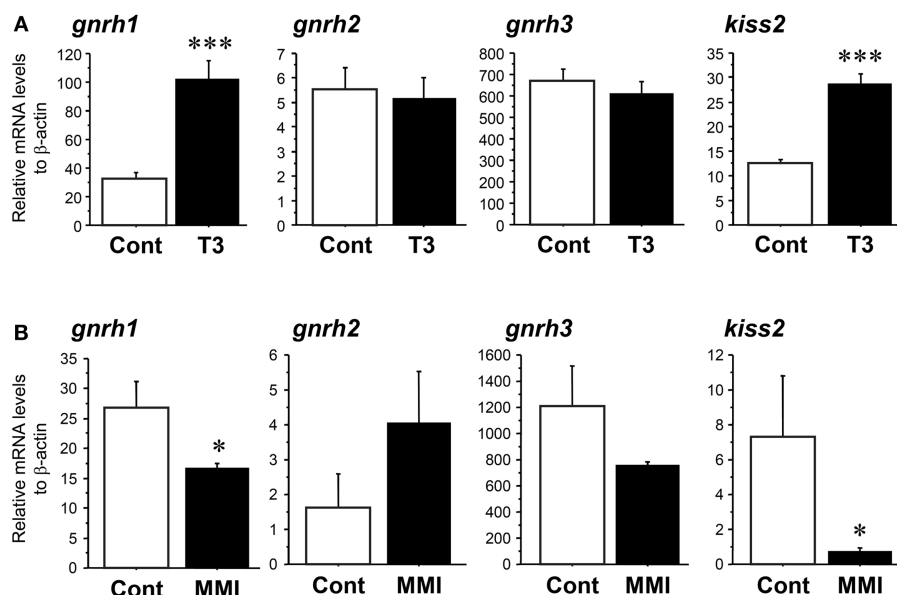 A
gnrh1
gnrh2
gnrh3
kiss2
Relative mRNA levels
to β-actin
120
100
80
60
40
20
0
***
Cont
T3
7
6
5
4
3
2
1
0
Cont
T3
800
700
600
500
400
300
200
100
0
Cont
T3
35
30
25
20
15
10
5
0
***
Cont
T3
B
gnrh1
gnrh2
gnrh3
kiss2
Relative mRNA levels
to β-actin
35
30
25
20
15
10
5
0
*
Cont
MMI
6
5
4
3
2
1
0
Cont
MMI
1600
1400
1200
1000
800
600
400
200
0
Cont
MMI
12
10
8
6
4
2
0
*
Cont
MMI